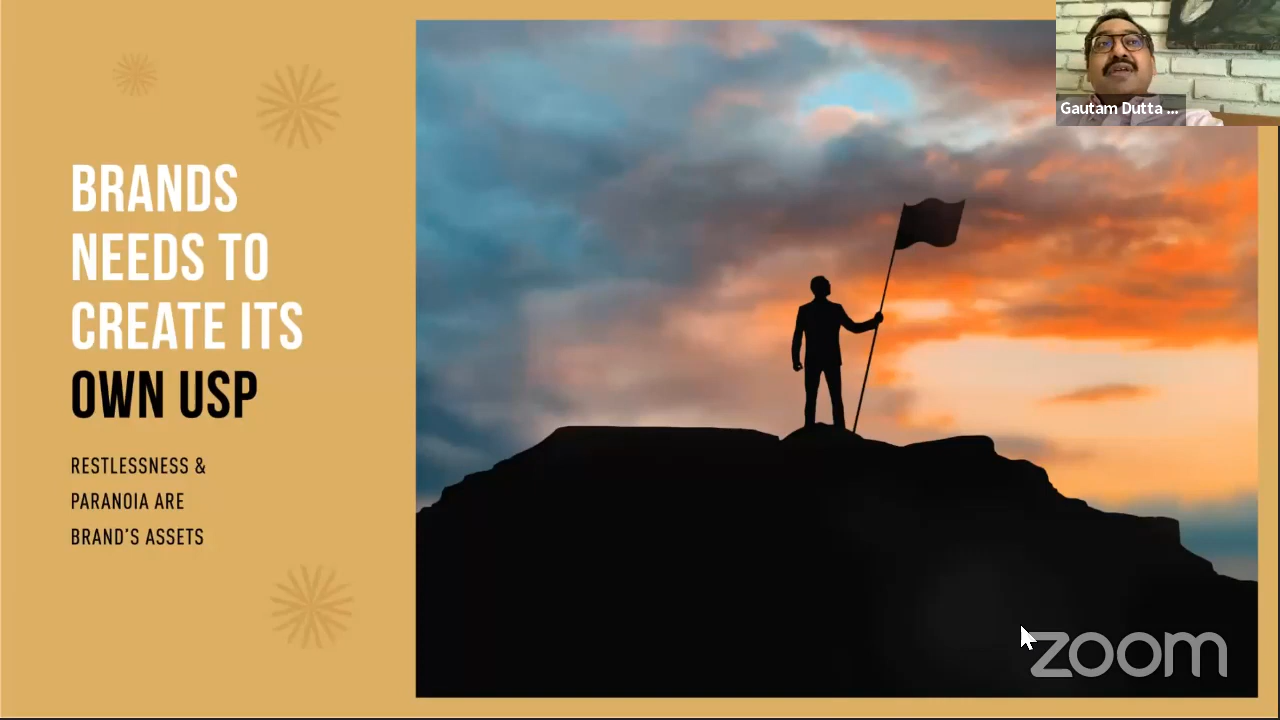 BRANDS
NEEDS TO
CREATE ITS
OWN USP
RESTLESSNESS &
PARANOIA ARE
BRAND'S ASSETS
Gautam Dutta ...
zoom